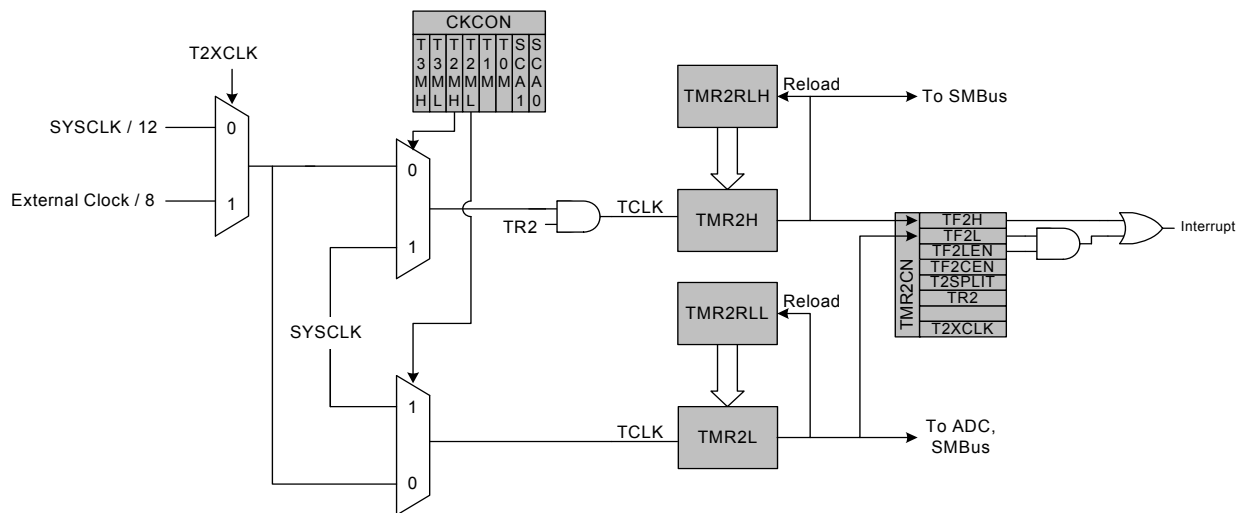 CKCON
T3MH
T3ML
T2MH
T2ML
T1M
T0M
SCA1
SCA0
T2XCLK
SYSCLK / 12
0
External Clock / 8
1
0
1
TR2
TCLK
SYSCLK
1
0
TCLK
TMR2RLH
Reload
To SMBus
TMR2H
TMR2RLL
Reload
TMR2L
To ADC,
SMBus
TMR2CN
TF2H
TF2L
TF2LEN
TF2CEN
T2SPLIT
TR2
T2XCLK
Interrupt